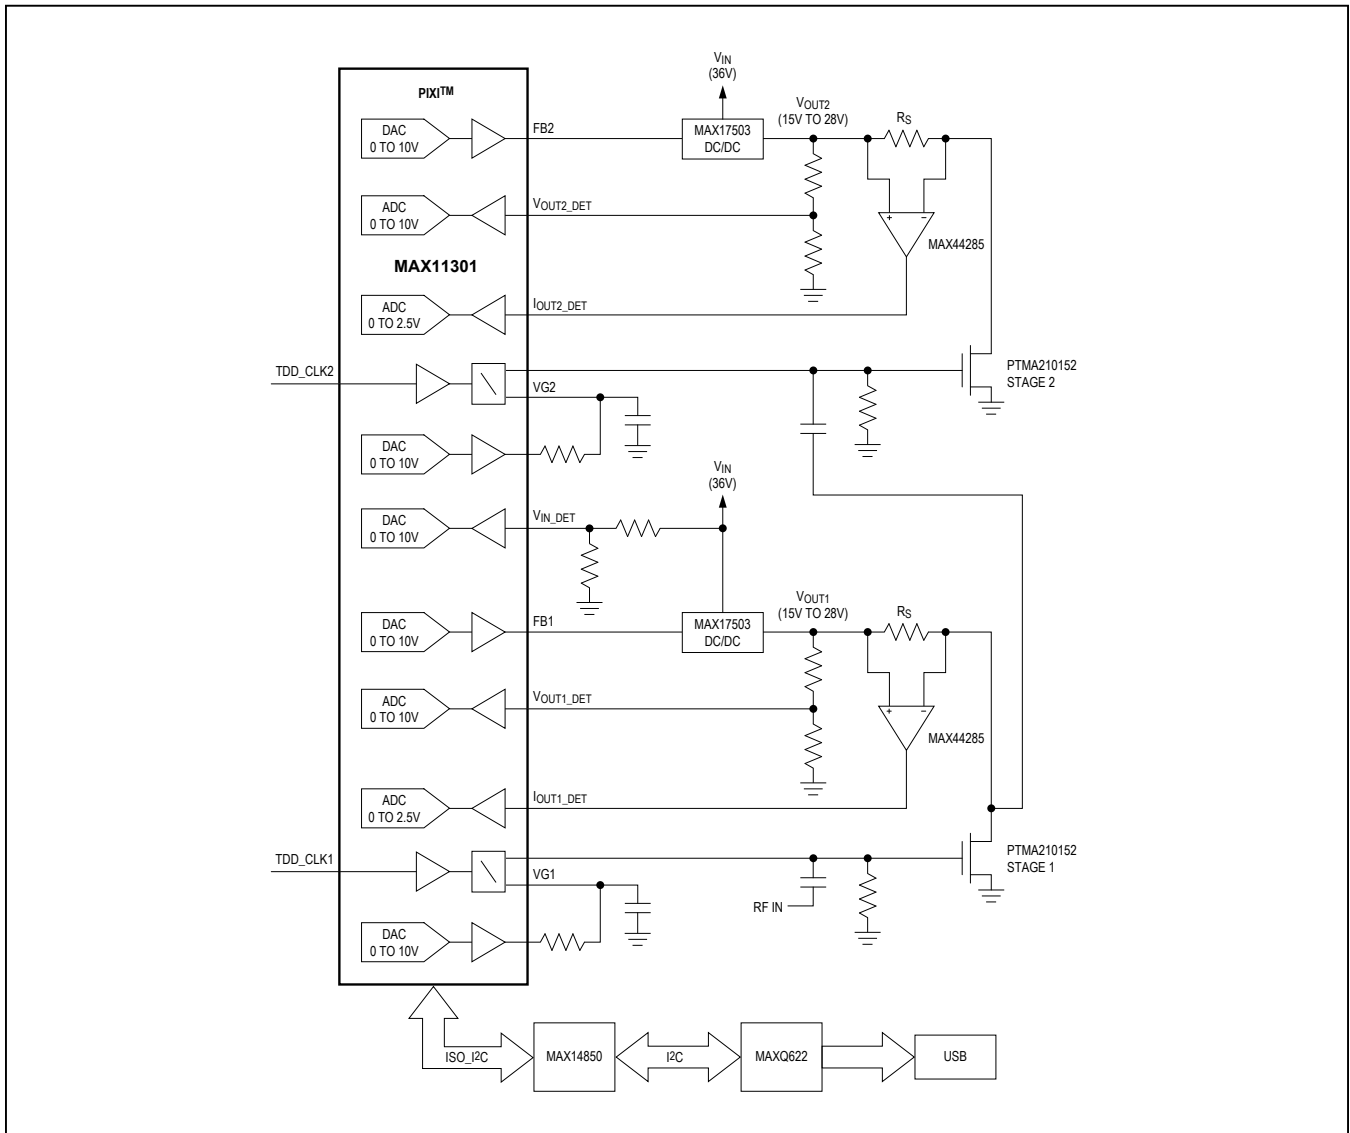 PIXI™
VIN
(36V)
DAC
0 TO 10V
FB2
MAX17503
DC/DC
VOUT2
(15V TO 28V)
RS
ADC
0 TO 10V
VOUT2_DET
+ −
MAX44285
MAX11301
ADC
0 TO 2.5V
IOUT2_DET
TDD_CLK2
VG2
PTMA210152
STAGE 2
DAC
0 TO 10V
VIN
(36V)
DAC
0 TO 10V
VIN_DET
DAC
0 TO 10V
FB1
MAX17503
DC/DC
VOUT1
(15V TO 28V)
RS
ADC
0 TO 10V
VOUT1_DET
+ −
MAX44285
ADC
0 TO 2.5V
IOUT1_DET
TDD_CLK1
VG1
PTMA210152
STAGE 1
RF IN
DAC
0 TO 10V
ISO_I2C
MAX14850
I2C
MAXQ622
USB